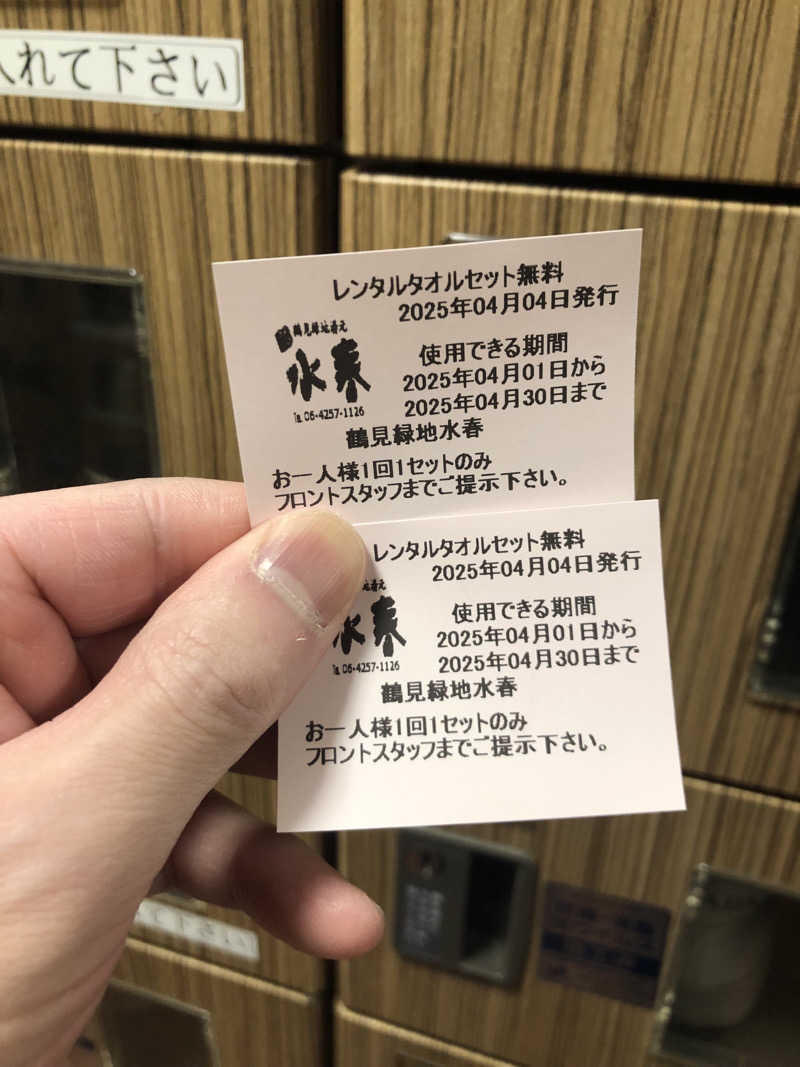 入れて下さい
レンタルタオルセット無料
2025年04月04日発行
鶴見緑地湯元
水春
℡ 06-4257-1126
使用できる期間
2025年04月01日から
2025年04月30日まで
鶴見緑地水春
お一人様1回1セットのみ
フロントスタッフまでご提示下さい。
レンタルタオルセット無料
2025年04月04日発行
湯元
水春
℡ 06-4257-1126
使用できる期間
2025年04月01日から
2025年04月30日まで
鶴見緑地水春
お一人様1回1セットのみ
フロントスタッフまでご提示下さい。
て下さい